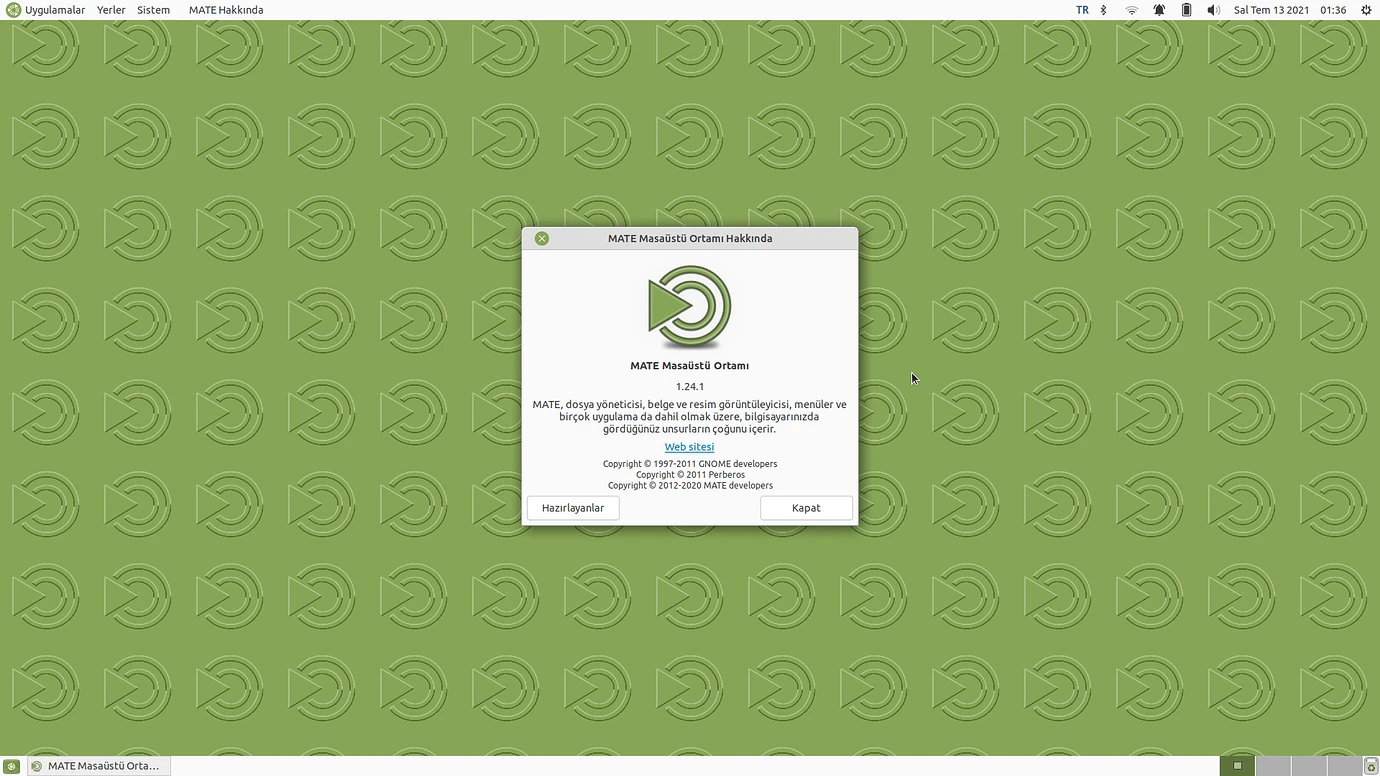 Uygulamalar Yerler Sistem MATE Hakkında TR Sal Tem 13 2021 01:36
MATE Masaüstü Ortamı Hakkında
MATE Masaüstü Ortamı
1.24.1
MATE, dosya yöneticisi, belge ve resim görüntüleyicisi, menüler ve
birçok uygulama da dahil olmak üzere, bilgisayarınızda
gördüğünüz unsurların çoğunu içerir.
Web sitesi
Copyright © 1997-2011 GNOME developers
Copyright © 2011 Perberos
Copyright © 2012-2020 MATE developers
Hazırlayanlar Kapat
MATE Masaüstü Orta...